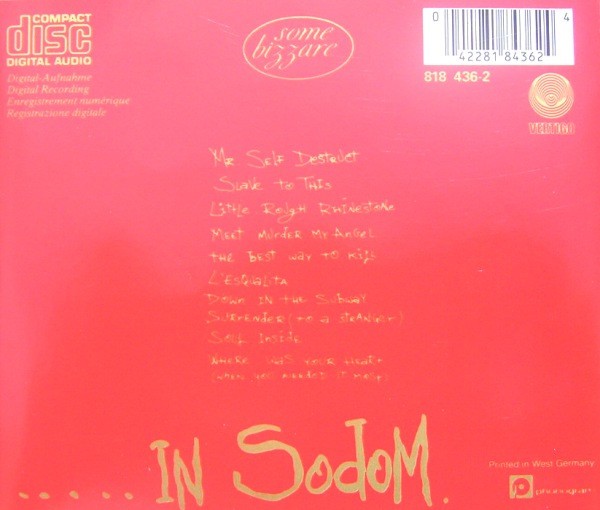 COMPACT
disc
DIGITAL AUDIO
Digital-Aufnahme
Digital Recording
Enregistrement numérique
Registrazione digitale
some
bizzare
0
4
42281 84362
818 436-2
VERTIGO
MR SELF DESTRUCT
SLAVE TO THIS
LITTLE ROUGH RHINESTONE
MEET MURDER MY ANGEL
THE BEST WAY TO KILL
L'ESQUALITA
DOWN IN THE SUBWAY
SURRENDER (TO A STRANGER)
SOUL INSIDE
WHERE WAS YOUR HEART
(WHEN YOU NEEDED IT MOST)
......IN SODOM.
Printed in West Germany
phonogram